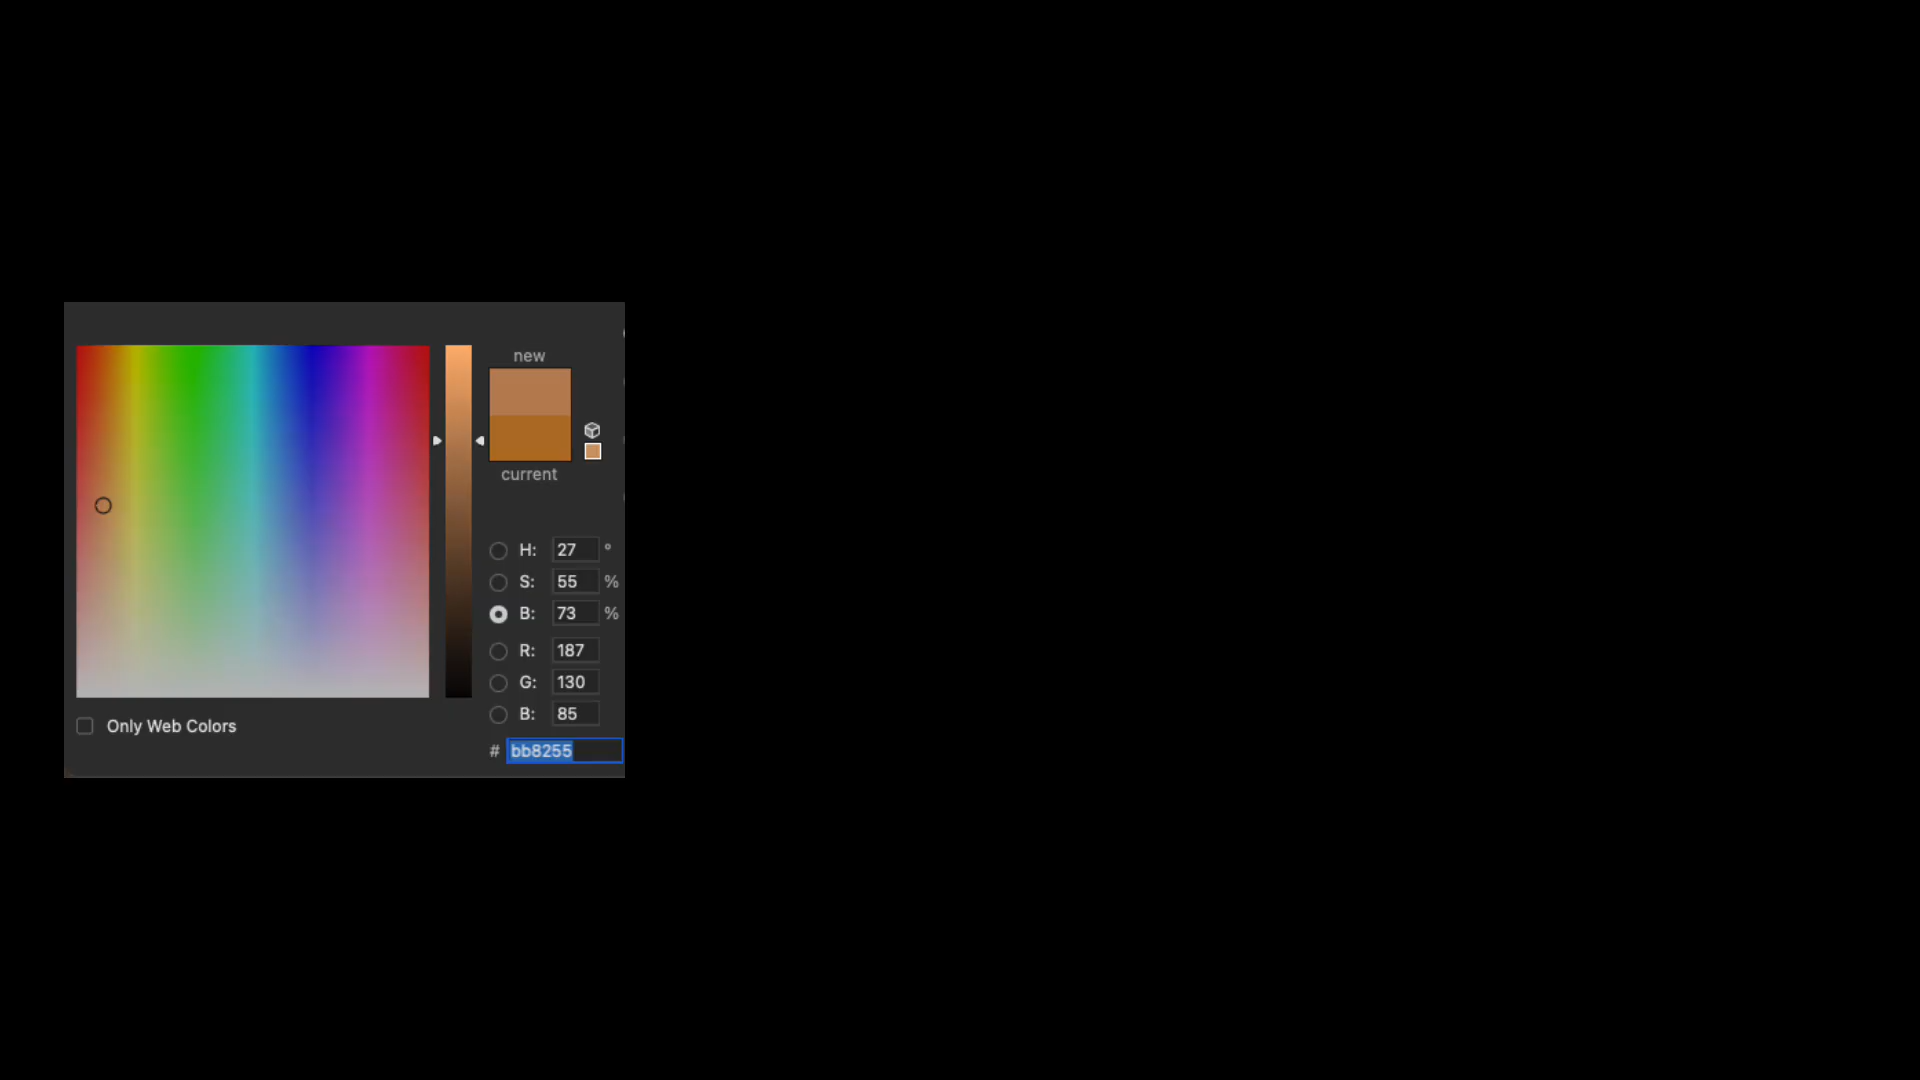 new
current
H: 27 °
S: 55 %
B: 73 %
R: 187
G: 130
B: 85
Only Web Colors
# bb8255